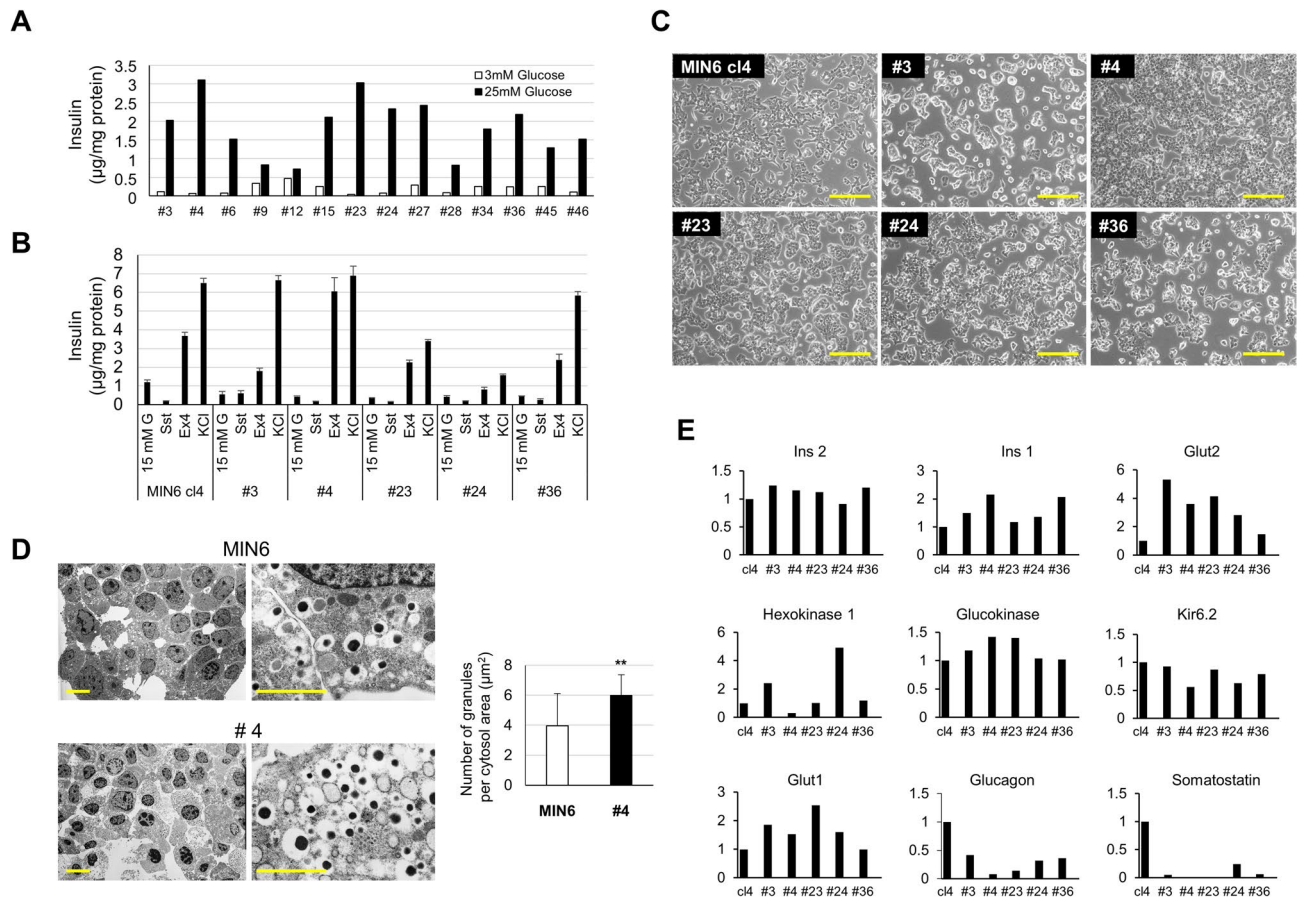 A
Insulin
(µg/mg protein)
3.5
3
2.5
2
1.5
1
0.5
0
3mM Glucose
25mM Glucose
#3 #4 #6 #9 #12 #15 #23 #24 #27 #28 #34 #36 #45 #46
B
Insulin
(µg/mg protein)
8
7
6
5
4
3
2
1
0
15 mM G Sst Ex4 KCl 15 mM G Sst Ex4 KCl 15 mM G Sst Ex4 KCl 15 mM G Sst Ex4 KCl 15 mM G Sst Ex4 KCl 15 mM G Sst Ex4 KCl
MIN6 cl4 #3 #4 #23 #24 #36
C
MIN6 cl4 #3 #4
#23 #24 #36
D
MIN6
# 4
Number of granules
per cytosol area (µm²)
8
6
4
2
0
**
MIN6 #4
E
Ins 2
1.5
1
0.5
0
cl4 #3 #4 #23 #24 #36
Ins 1
3
2
1
0
cl4 #3 #4 #23 #24 #36
Glut2
6
4
2
0
cl4 #3 #4 #23 #24 #36
Hexokinase 1
6
4
2
0
cl4 #3 #4 #23 #24 #36
Glucokinase
1.5
1
0.5
0
cl4 #3 #4 #23 #24 #36
Kir6.2
1.5
1
0.5
0
cl4 #3 #4 #23 #24 #36
Glut1
3
2
1
0
cl4 #3 #4 #23 #24 #36
Glucagon
1.5
1
0.5
0
cl4 #3 #4 #23 #24 #36
Somatostatin
1.5
1
0.5
0
cl4 #3 #4 #23 #24 #36